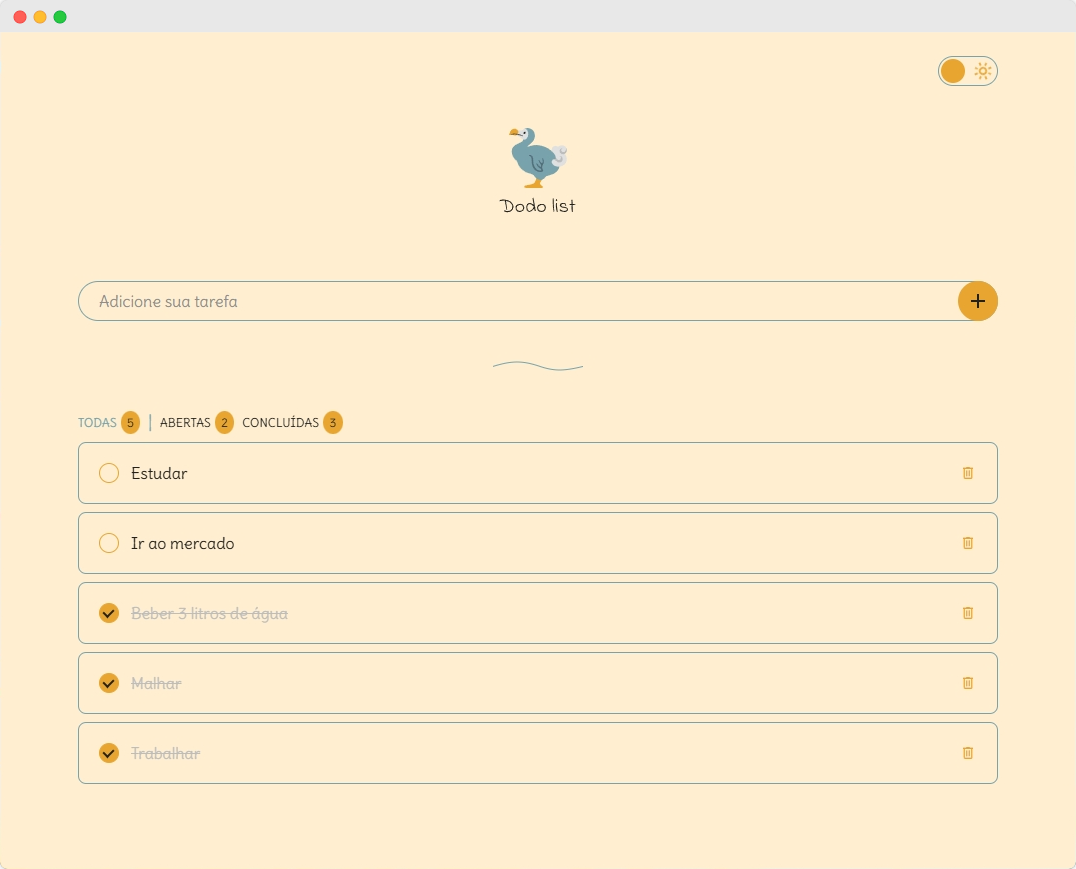 Dodo list
Adicione sua tarefa
TODAS 5 | ABERTAS 2 CONCLUÍDAS 3
Estudar
Ir ao mercado
Beber 3 litros de água
Malhar
Trabalhar